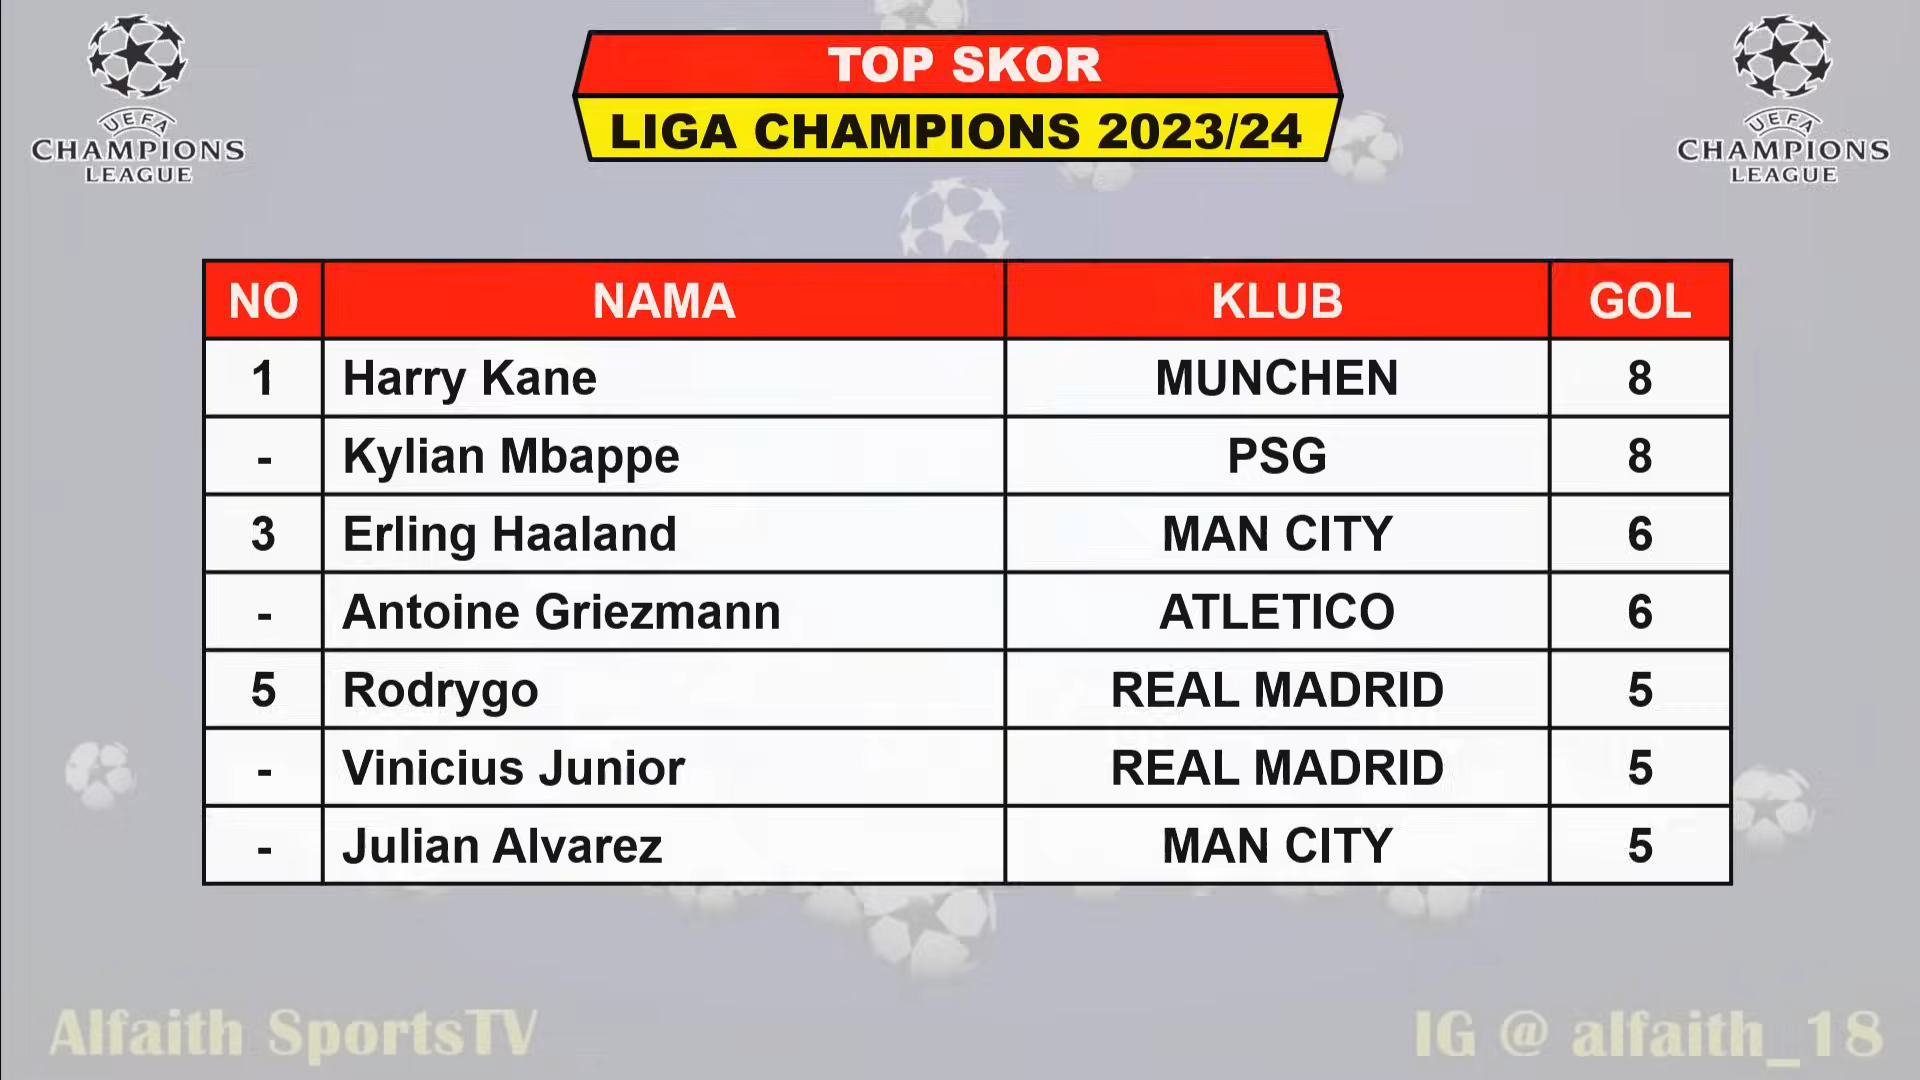 UEFA
CHAMPIONS
LEAGUE
TOP SKOR
LIGA CHAMPIONS 2023/24
UEFA
CHAMPIONS
LEAGUE
NO NAMA KLUB GOL
1 Harry Kane MUNCHEN 8
- Kylian Mbappe PSG 8
3 Erling Haaland MAN CITY 6
- Antoine Griezmann ATLETICO 6
5 Rodrygo REAL MADRID 5
- Vinicius Junior REAL MADRID 5
- Julian Alvarez MAN CITY 5
Alfaith SportsTV
IG @ alfaith_18